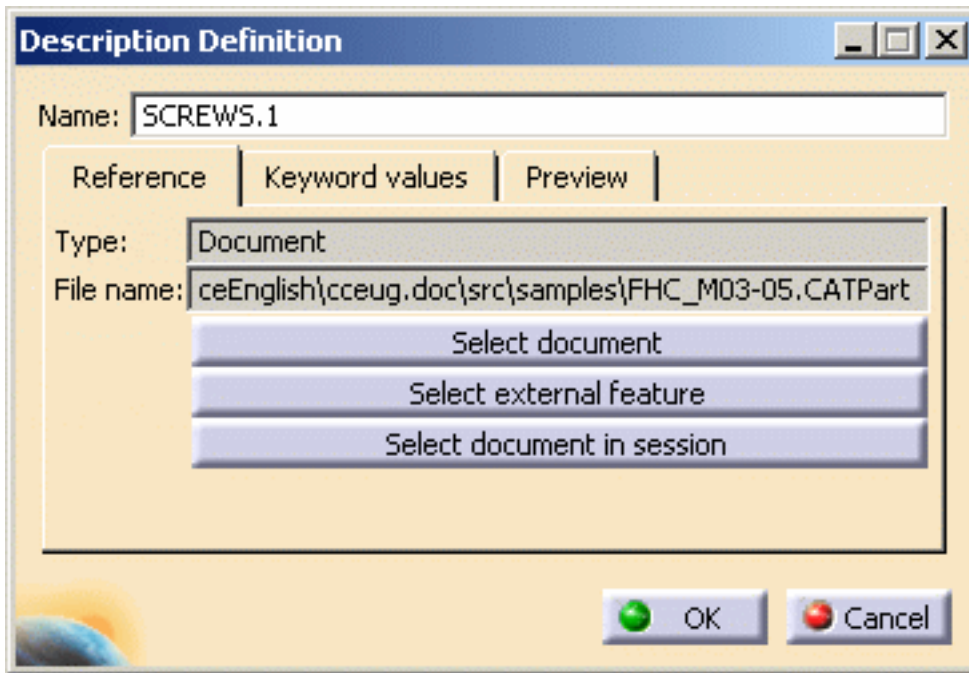 Description Definition
Name: SCREWS.1
Reference Keyword values Preview
Type: Document
File name: ceEnglish\cceug.doc\src\samples\FHC_M03-05.CATPart
Select document
Select external feature
Select document in session
OK Cancel